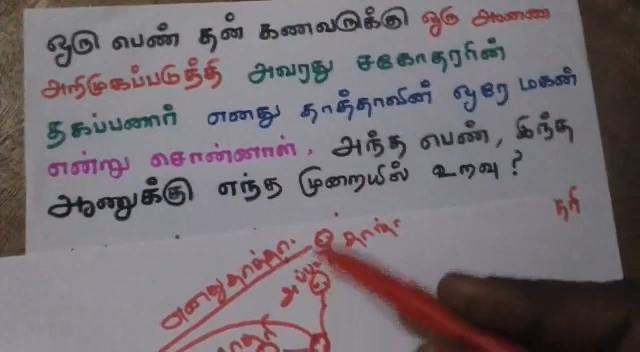 ஒரு பெண் தன் கணவருக்கு ஒரு ஆணை
அறிமுகப்படுத்தி அவரது சகோதரரின்
தகப்பனார் எனது தாத்தாவின் ஒரே மகன்
என்று சொன்னாள். அந்த பெண், இந்த
ஆணுக்கு எந்த முறையில் உறவு?
எனது தாத்தா